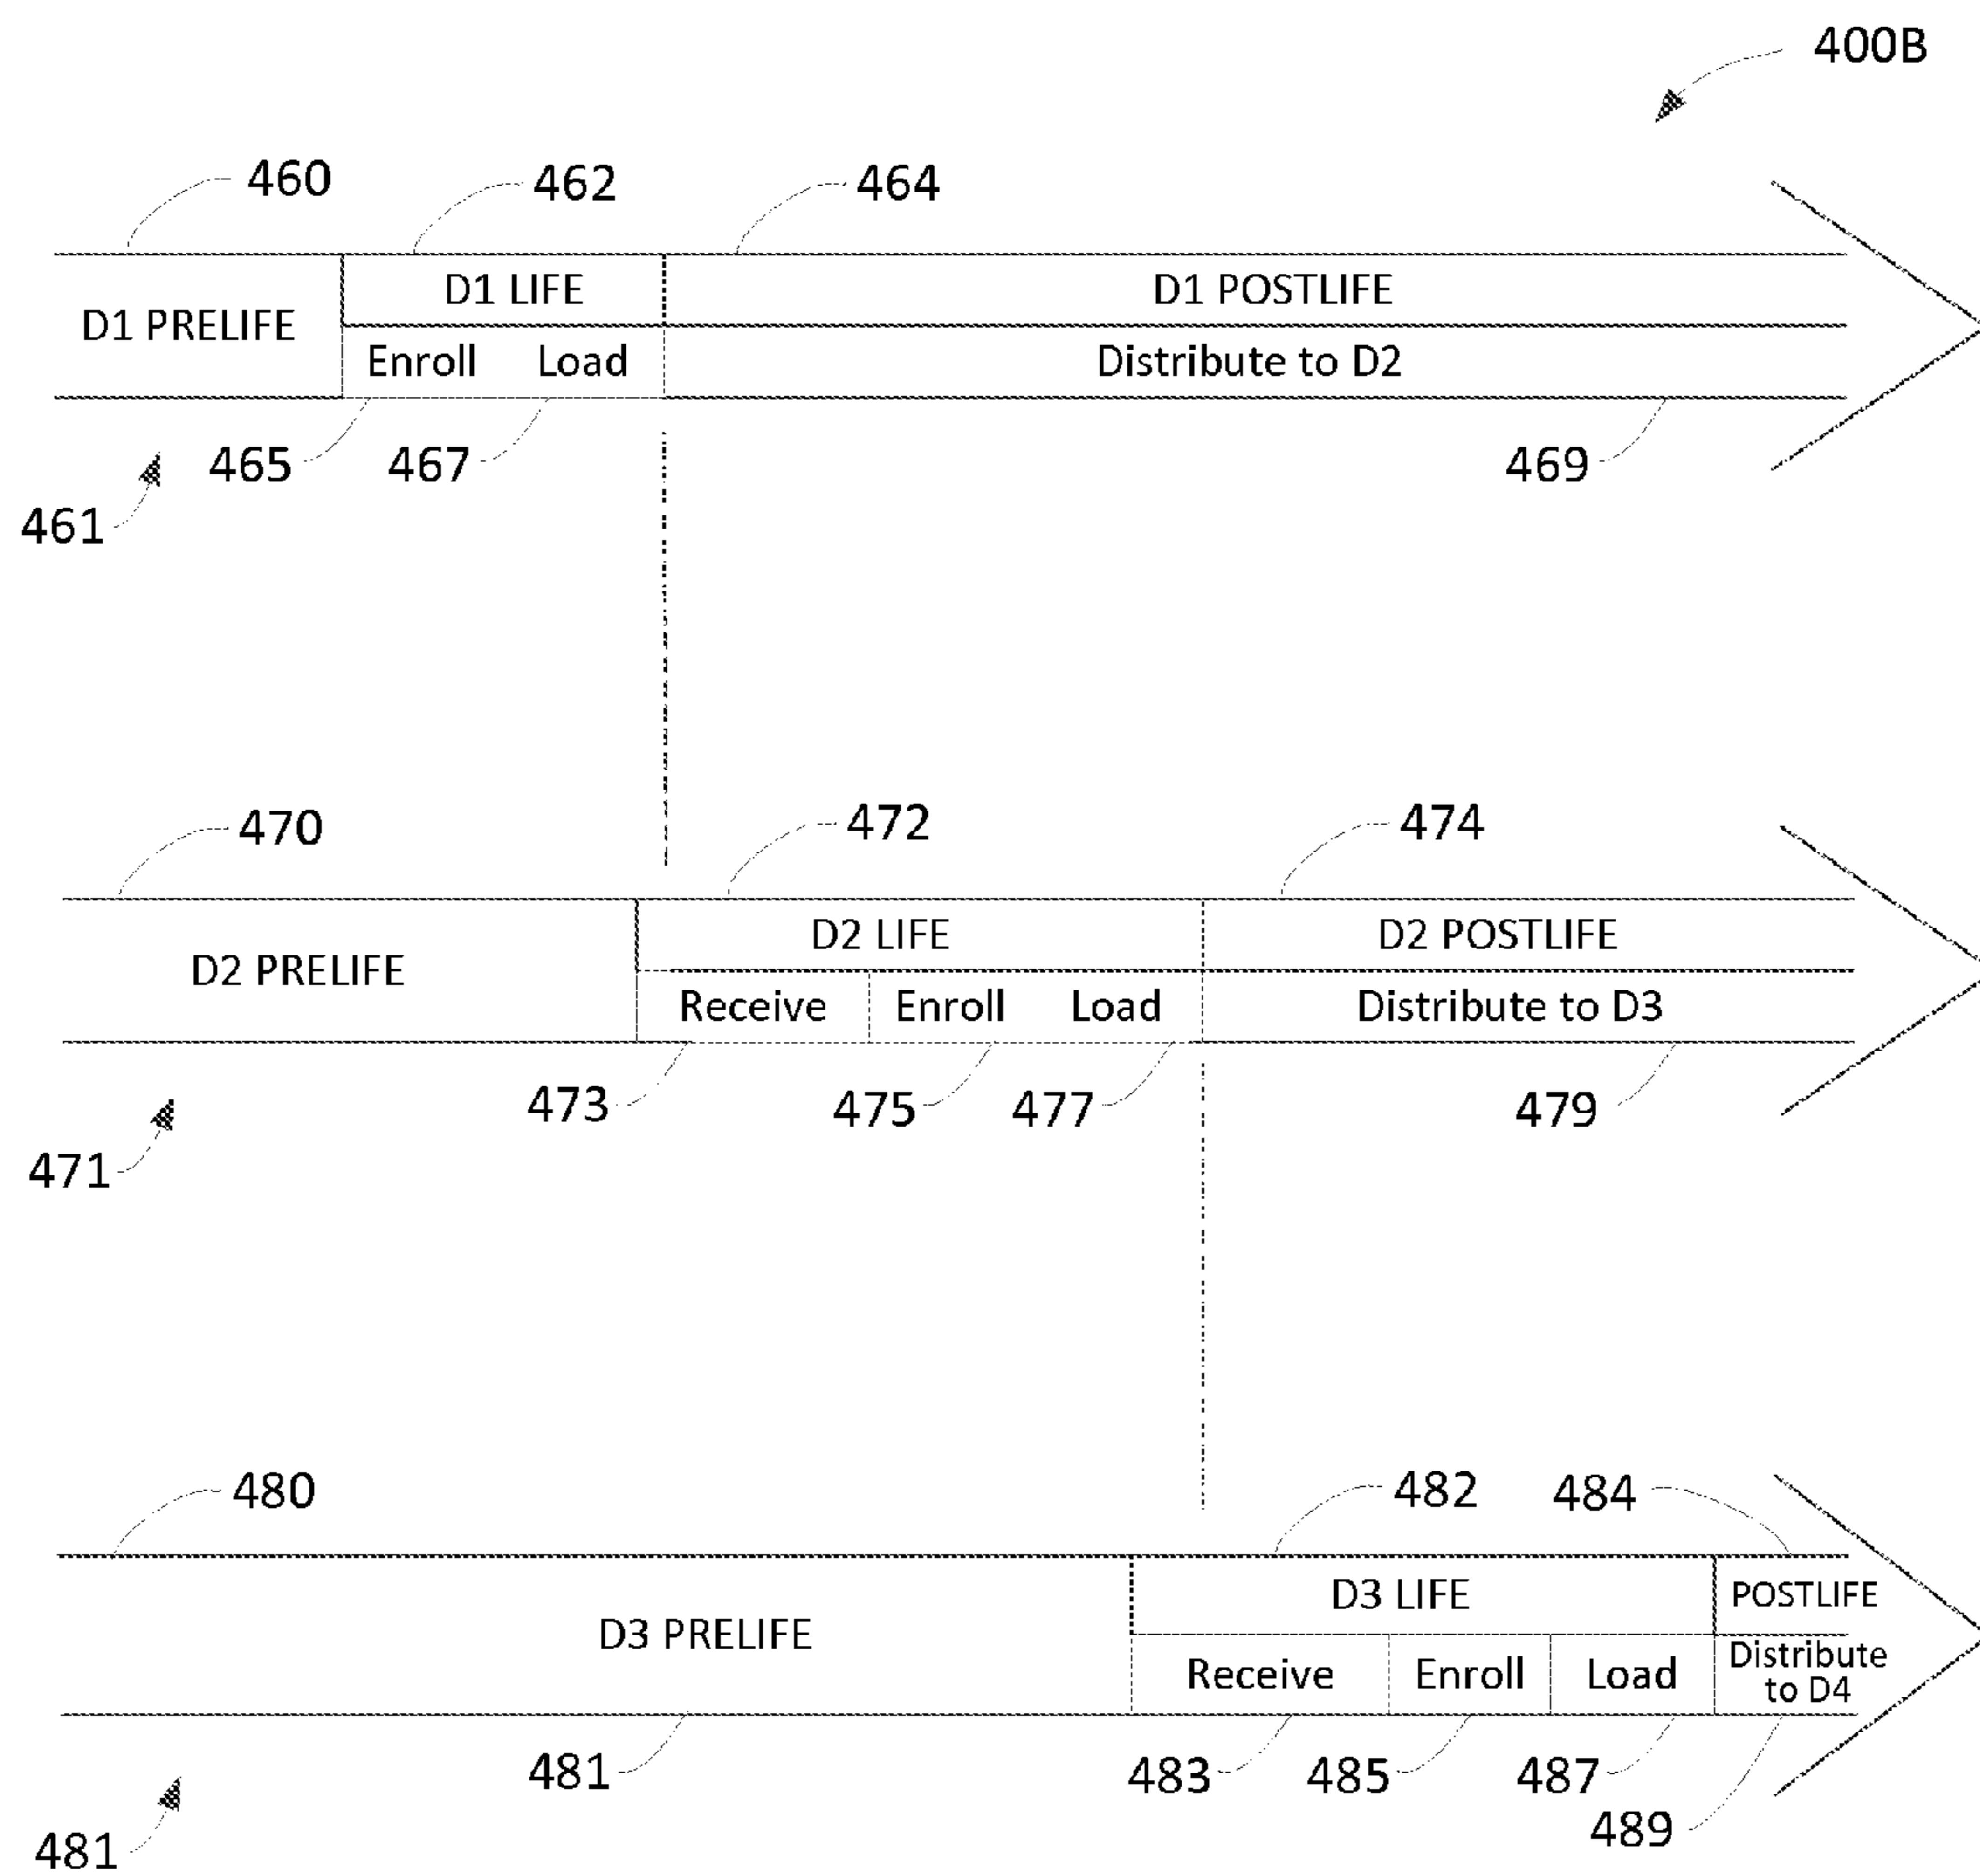 400B
460
462
464
D1 PRELIFE
D1 LIFE
D1 POSTLIFE
Enroll
Load
Distribute to D2
465
467
469
461
470
472
474
D2 PRELIFE
D2 LIFE
D2 POSTLIFE
Receive
Enroll
Load
Distribute to D3
473
475
477
479
471
480
482
484
D3 PRELIFE
D3 LIFE
POSTLIFE
Receive
Enroll
Load
Distribute
to D4
481
483
485
487
489
481